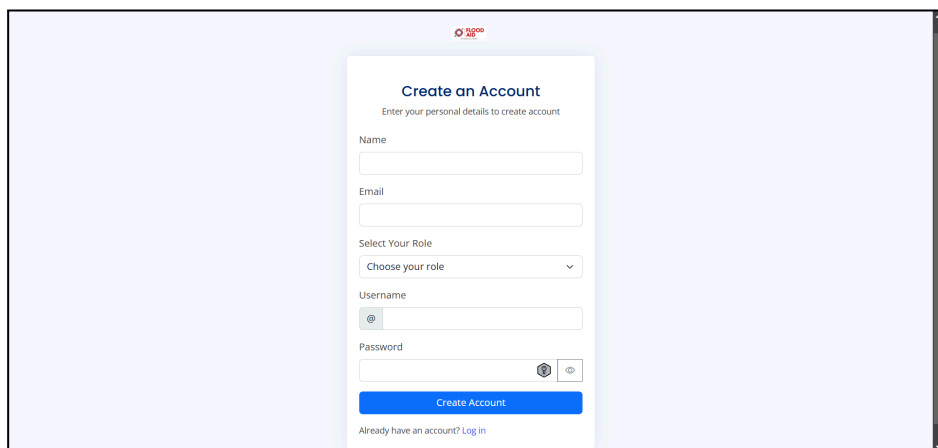 FLOOD
AID
Create an Account
Enter your personal details to create account
Name
Email
Select Your Role
Choose your role
Username
@
Password
Create Account
Already have an account? Log in